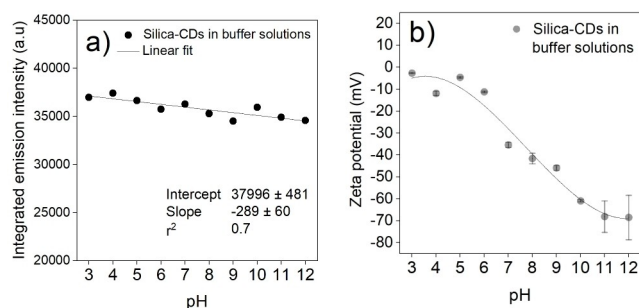 a)
Silica-CDs in buffer solutions
Linear fit
Integrated emission intensity (a.u)
45000
40000
35000
30000
25000
20000
Intercept 37996 ± 481
Slope -289 ± 60
r² 0.7
3 4 5 6 7 8 9 10 11 12
pH
b)
Silica-CDs in
buffer solutions
Zeta potential (mV)
20
10
0
-10
-20
-30
-40
-50
-60
-70
-80
3 4 5 6 7 8 9 10 11 12
pH